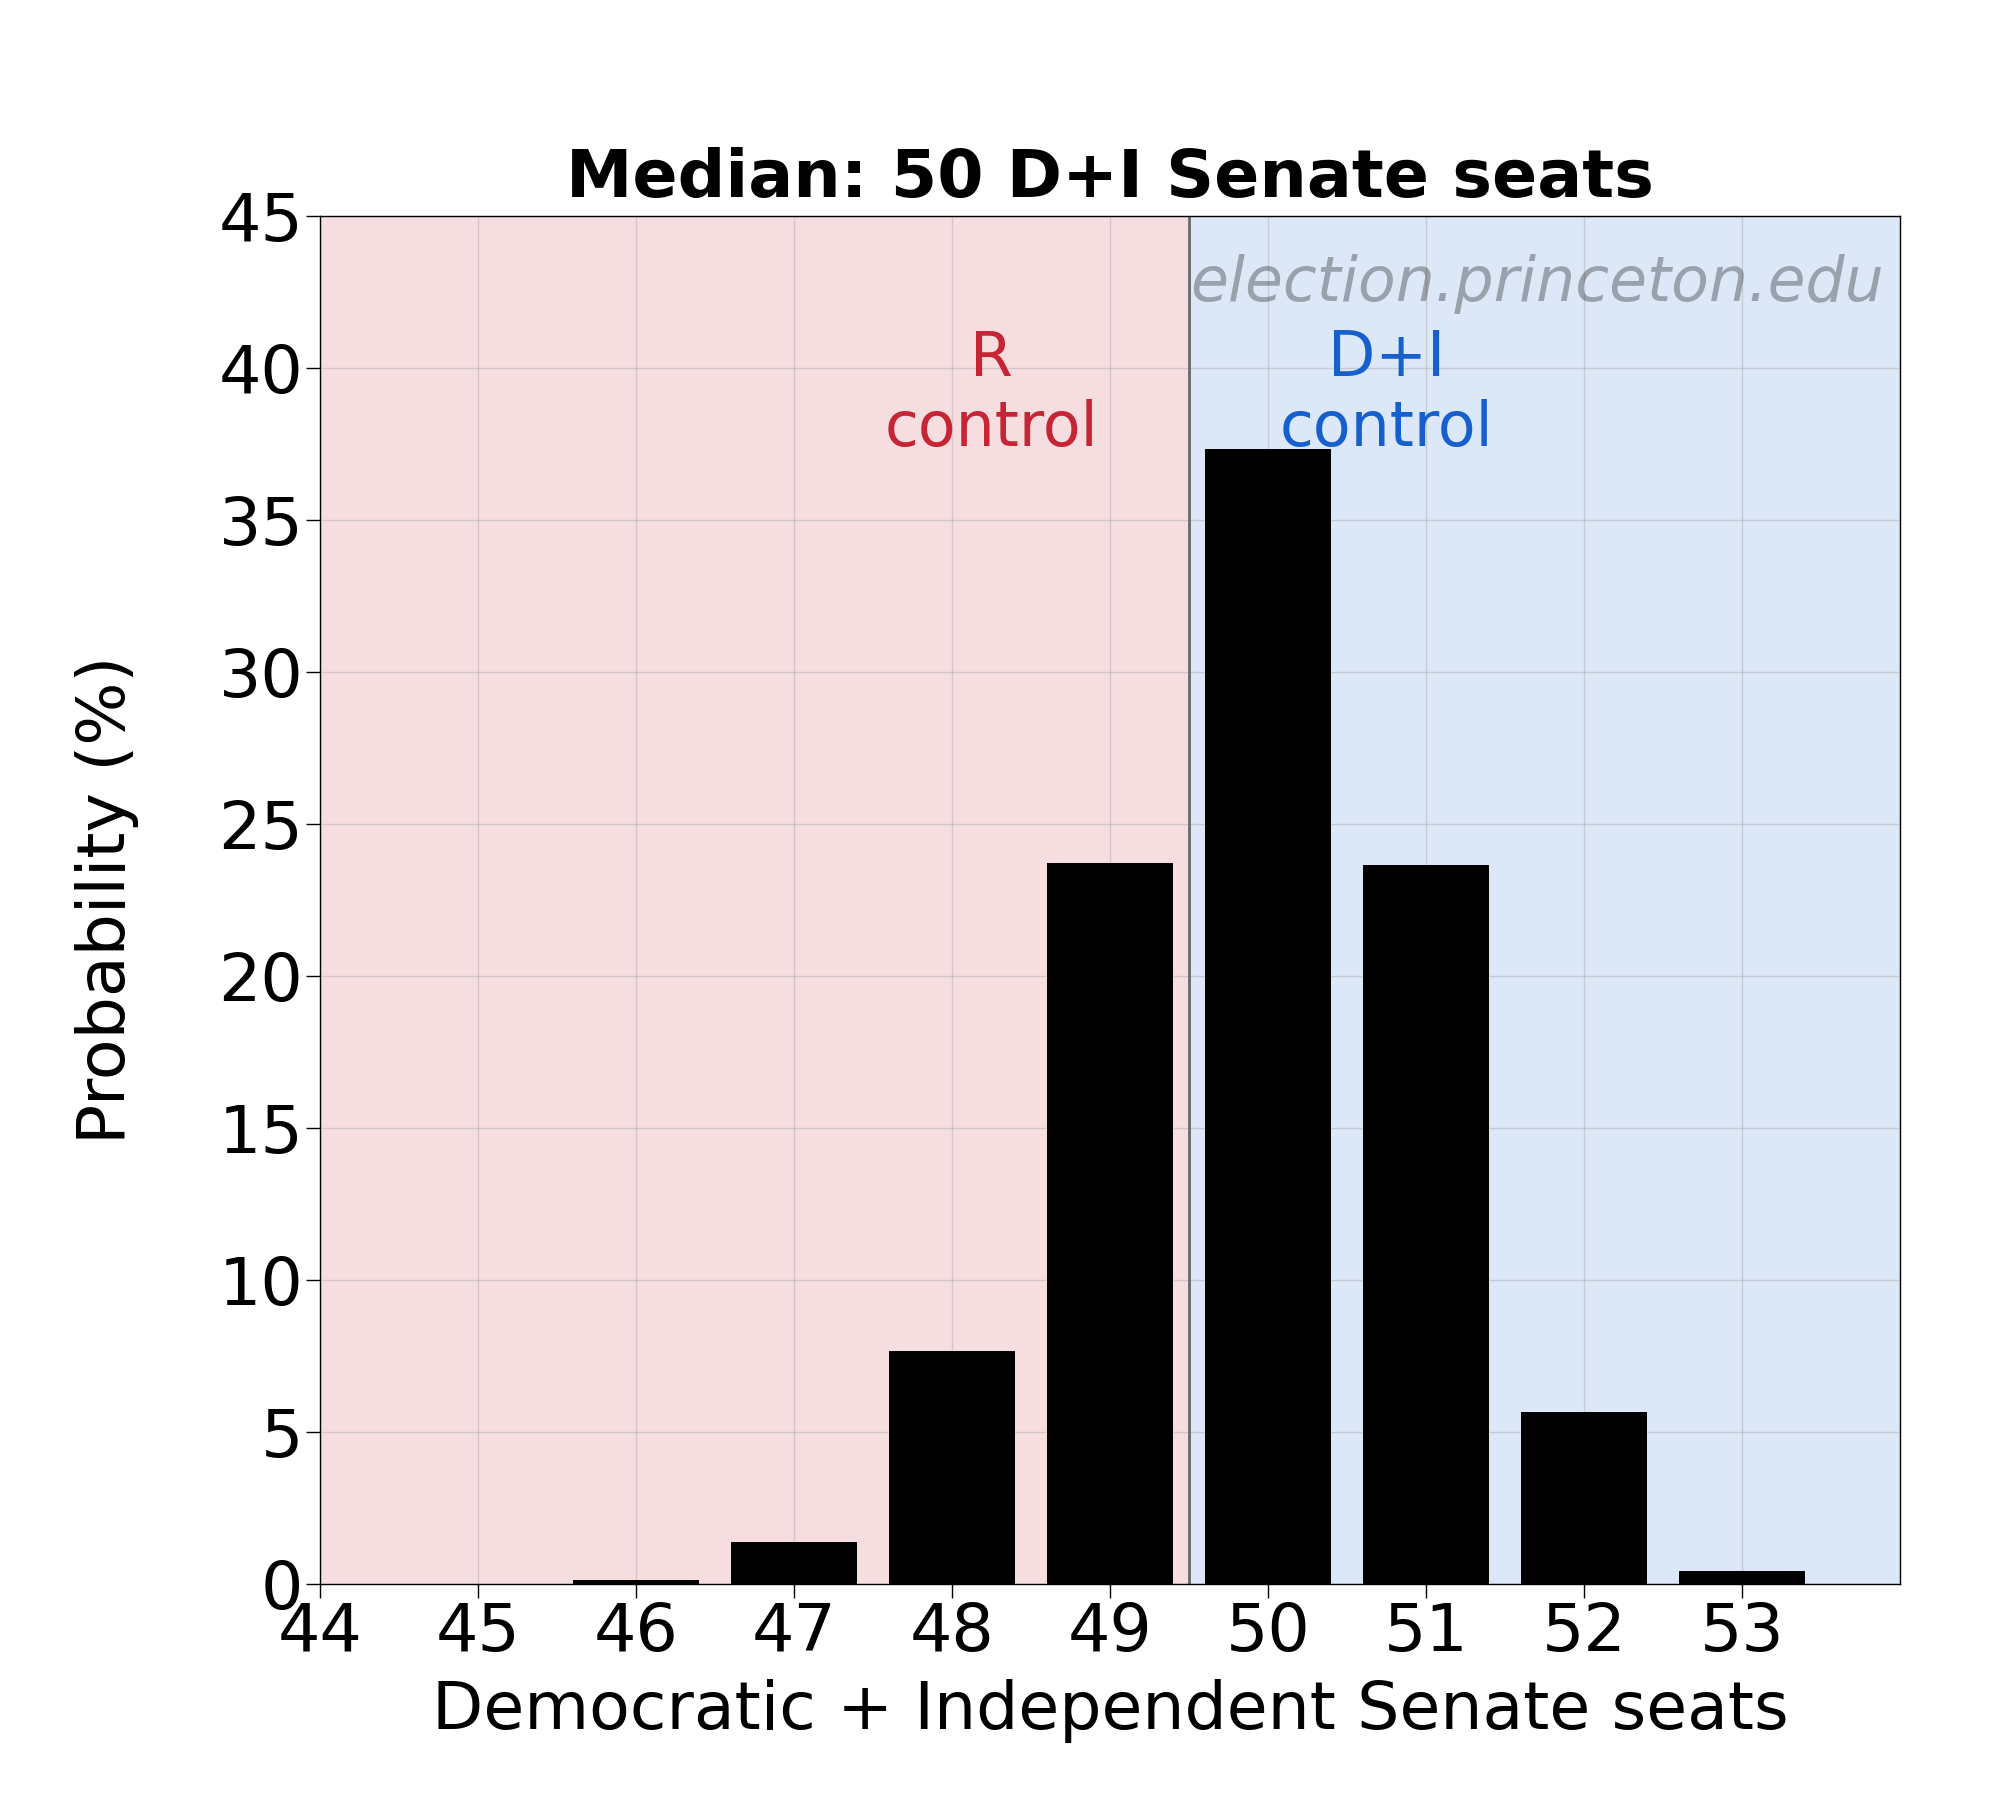 Median: 50 D+I Senate seats
election.princeton.edu
R
control
D+I
control
45
40
35
30
25
20
15
10
5
0
Probability (%)
44 45 46 47 48 49 50 51 52 53
Democratic + Independent Senate seats